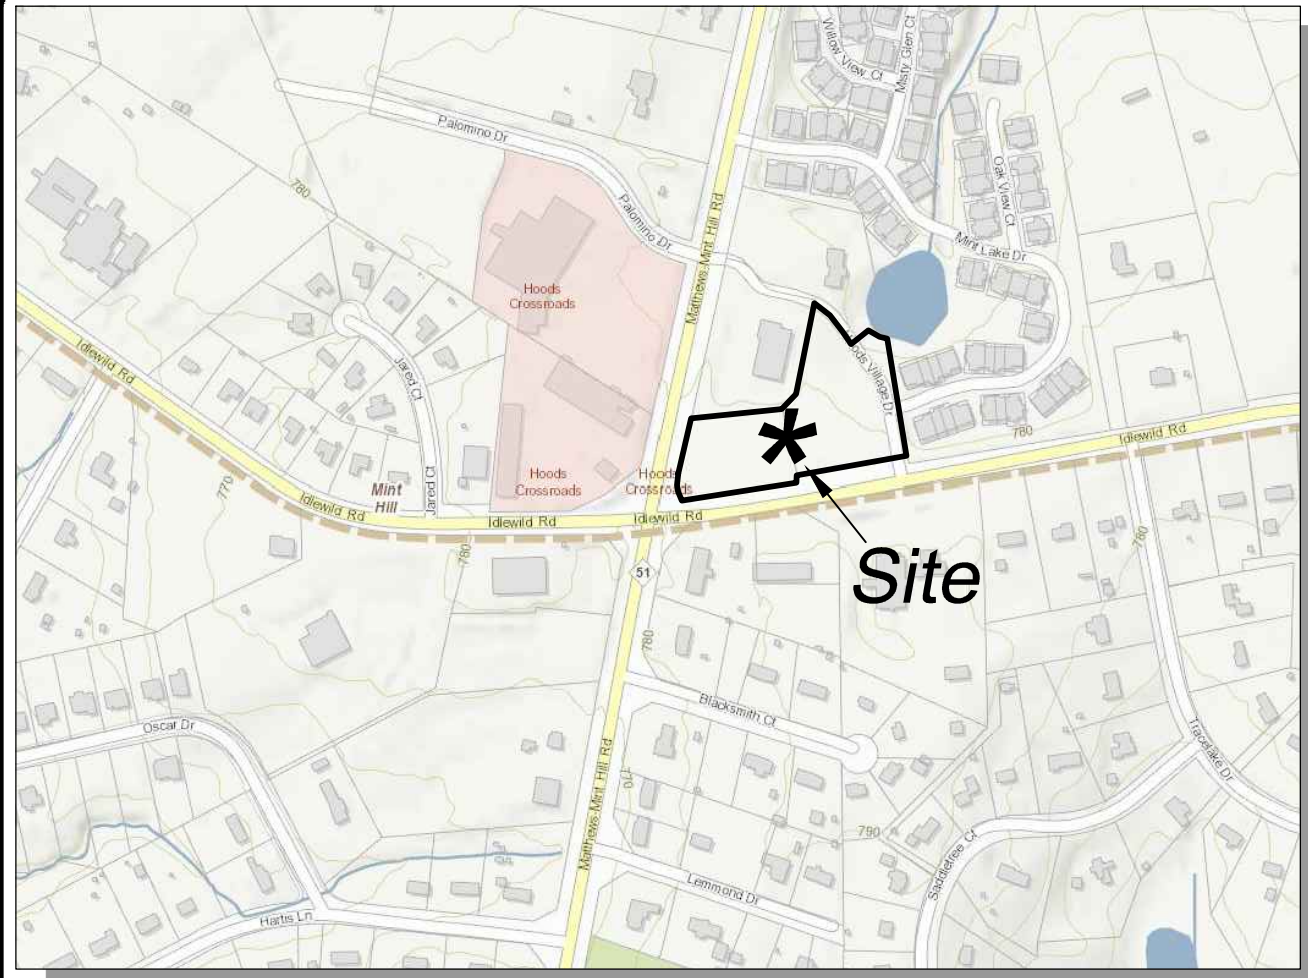 Willow View Ct
Misty Glen Ct
Palomino Dr
Oak View Ct
780
Palomino Dr
Matthews-Mint Hill Rd
Mint Lake Dr
Hoods
Crossroads
Idlewild Rd
Jared Ct
Village Dr
780
Idlewild Rd
Hoods
Crossroads
Hoods
Crossroads
Mint
Hill
Jared Ct
770
Idlewild Rd
Idlewild Rd
Idlewild Rd
780
51
Site
780
780
Blacksmith Ct
Oscar Dr
Matthews-Mint Hill Rd
770
Tracelake Dr
790
Saddletree Ct
Lemmond Dr
Hartis Ln